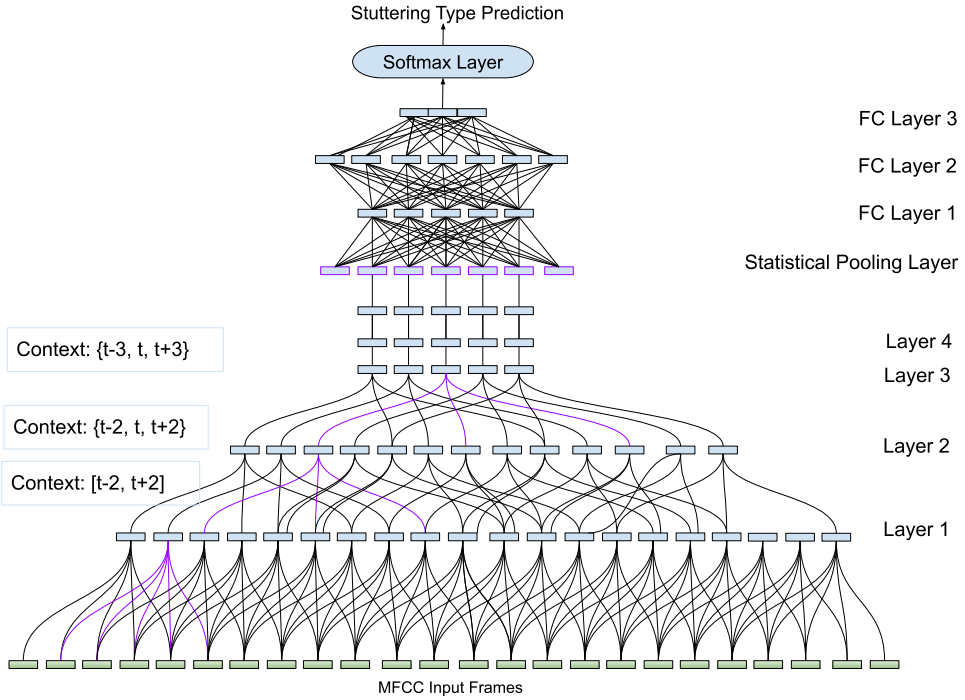 Stuttering Type Prediction
Softmax Layer
FC Layer 3
FC Layer 2
FC Layer 1
Statistical Pooling Layer
Layer 4
Context: {t-3, t, t+3}
Layer 3
Context: {t-2, t, t+2}
Layer 2
Context: [t-2, t+2]
Layer 1
MFCC Input Frames